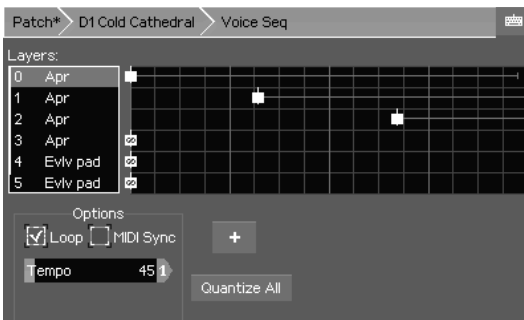 Patch* D1 Cold Cathedral Voice Seq
Layers:
0 Apr
1 Apr
2 Apr
3 Apr
4 Evlv pad
5 Evlv pad
Options
Loop MIDI Sync
+
Tempo 45 1
Quantize All